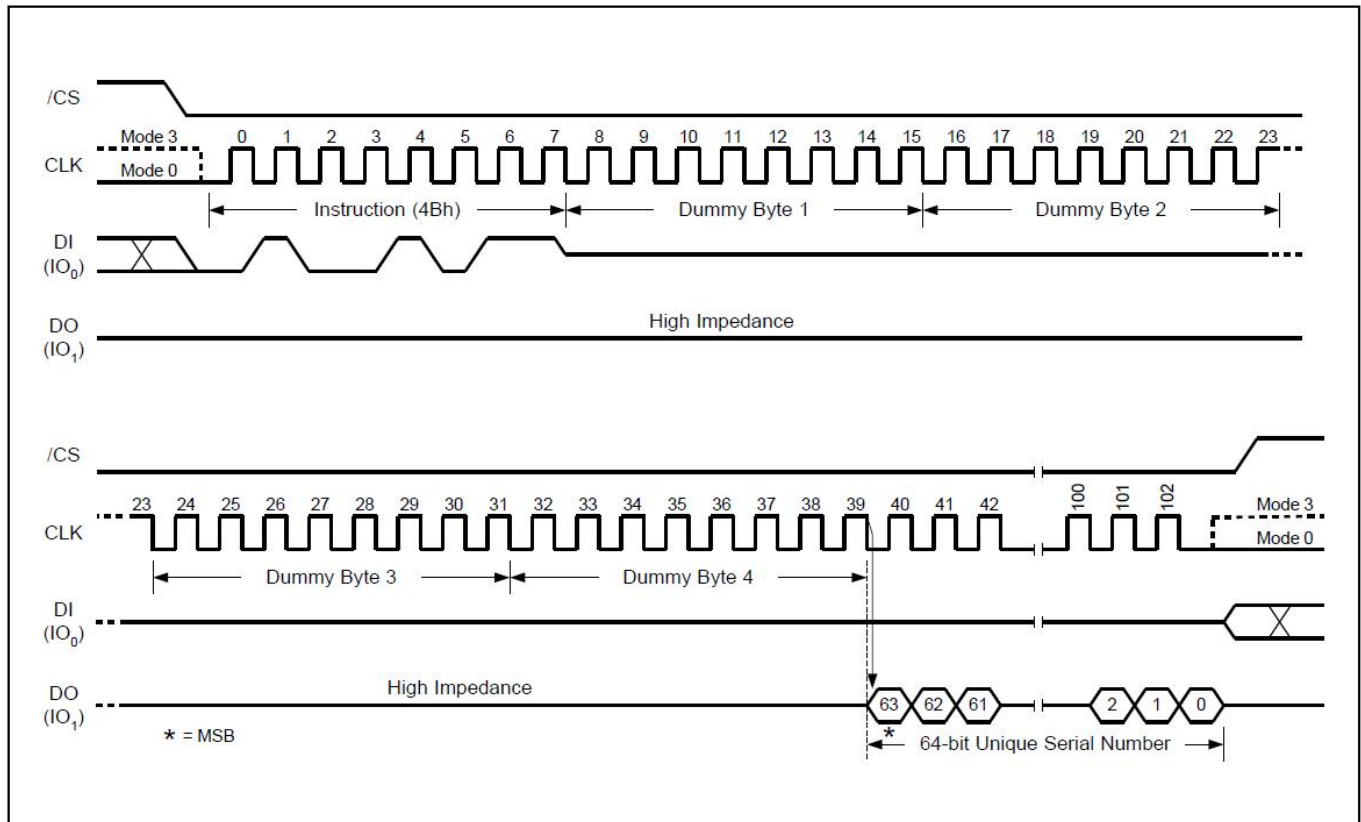 /CS
Mode 3 0 1 2 3 4 5 6 7 8 9 10 11 12 13 14 15 16 17 18 19 20 21 22 23
CLK
Mode 0
Instruction (4Bh) Dummy Byte 1 Dummy Byte 2
DI
(IO0)
High Impedance
DO
(IO1)
/CS
23 24 25 26 27 28 29 30 31 32 33 34 35 36 37 38 39 40 41 42 100 101 102 Mode 3
CLK
Mode 0
Dummy Byte 3 Dummy Byte 4
DI
(IO0)
High Impedance
DO
(IO1)
63 62 61 2 1 0
* = MSB
*
64-bit Unique Serial Number